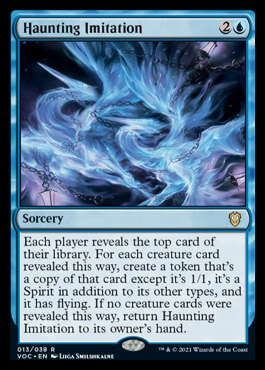 Haunting Imitation 2
Sorcery
Each player reveals the top card of
their library. For each creature card
revealed this way, create a token that's
a copy of that card except it's 1/1, it's a
Spirit in addition to its other types, and
it has flying. If no creature cards were
revealed this way, return Haunting
Imitation to its owner's hand.
013/038 R
VOC • EN LIIGA SMILSHKALNE
™ & © 2021 Wizards of the Coast